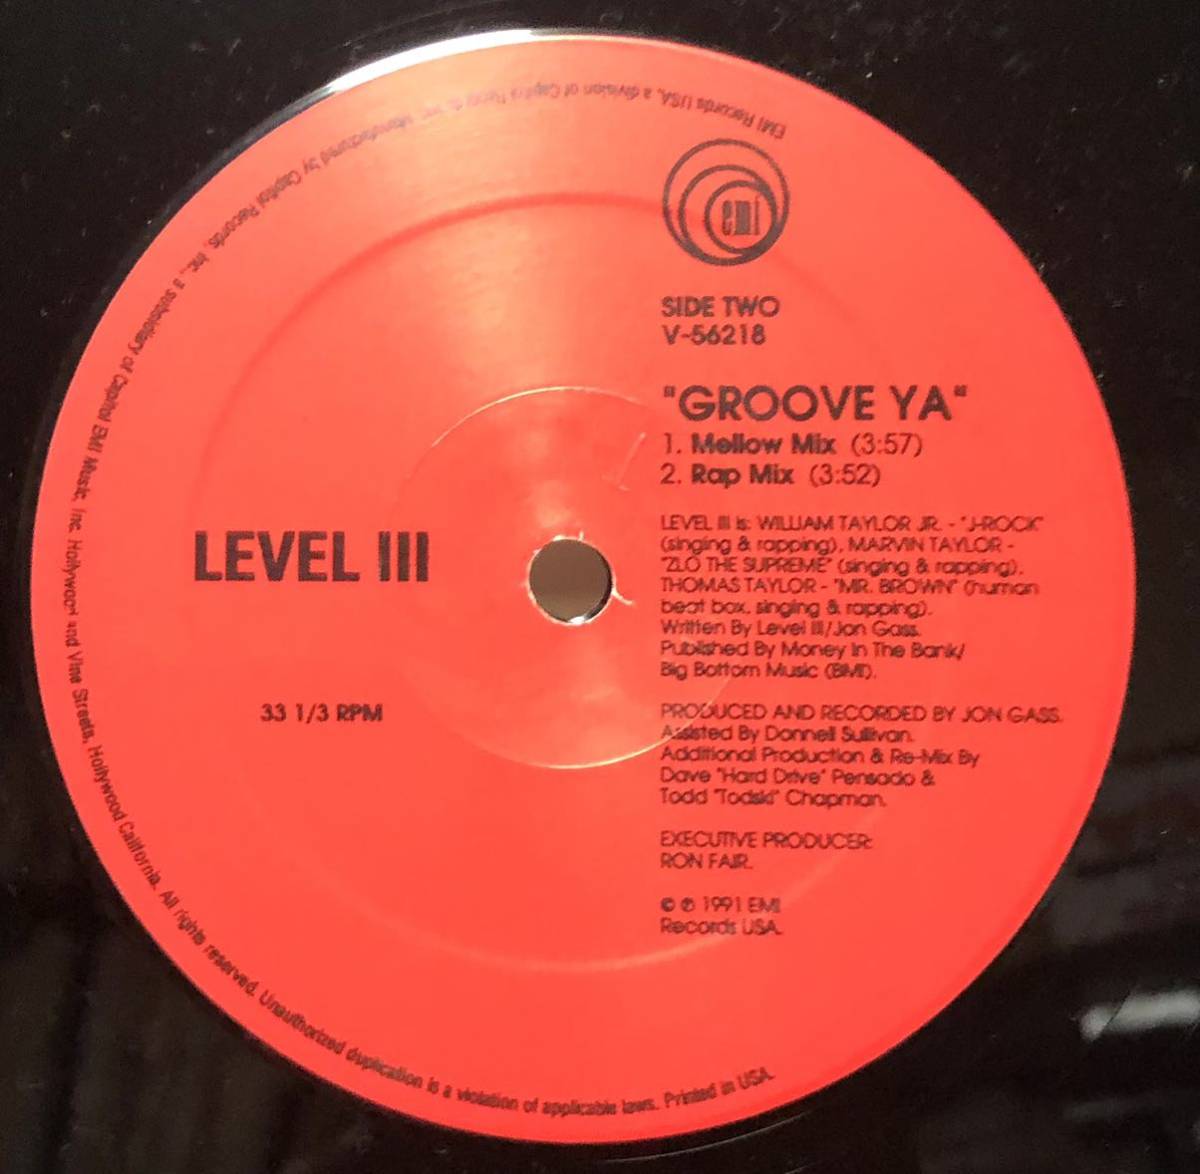 emi
SIDE TWO
V-56218
"GROOVE YA"
1. Mellow Mix (3:57)
2. Rap Mix (3:52)
LEVEL III is: WILLIAM TAYLOR JR. - "J-ROCK"
(singing & rapping), MARVIN TAYLOR -
"ZLO THE SUPREME" (singing & rapping),
THOMAS TAYLOR - "MR. BROWN" (human
beat box, singing & rapping).
Written By Level III/Jon Gass.
Published By Money In The Bank/
Big Bottom Music (BMI).
PRODUCED AND RECORDED BY JON GASS.
Assisted By Donnell Sullivan.
Additional Production & Re-Mix By
Dave "Hard Drive" Pensado &
Todd "Todski" Chapman.
EXECUTIVE PRODUCER:
RON FAIR.
© ℗ 1991 EMI
Records USA.
LEVEL III
33 1/3 RPM
EMI Records USA, a division of Capitol Records, Inc. Manufactured by Capitol Records, Inc., a subsidiary of Capitol EMI Music, Inc. Hollywood and Vine Streets, Hollywood California. All rights reserved. Unauthorized duplication is a violation of applicable laws. Printed in USA.